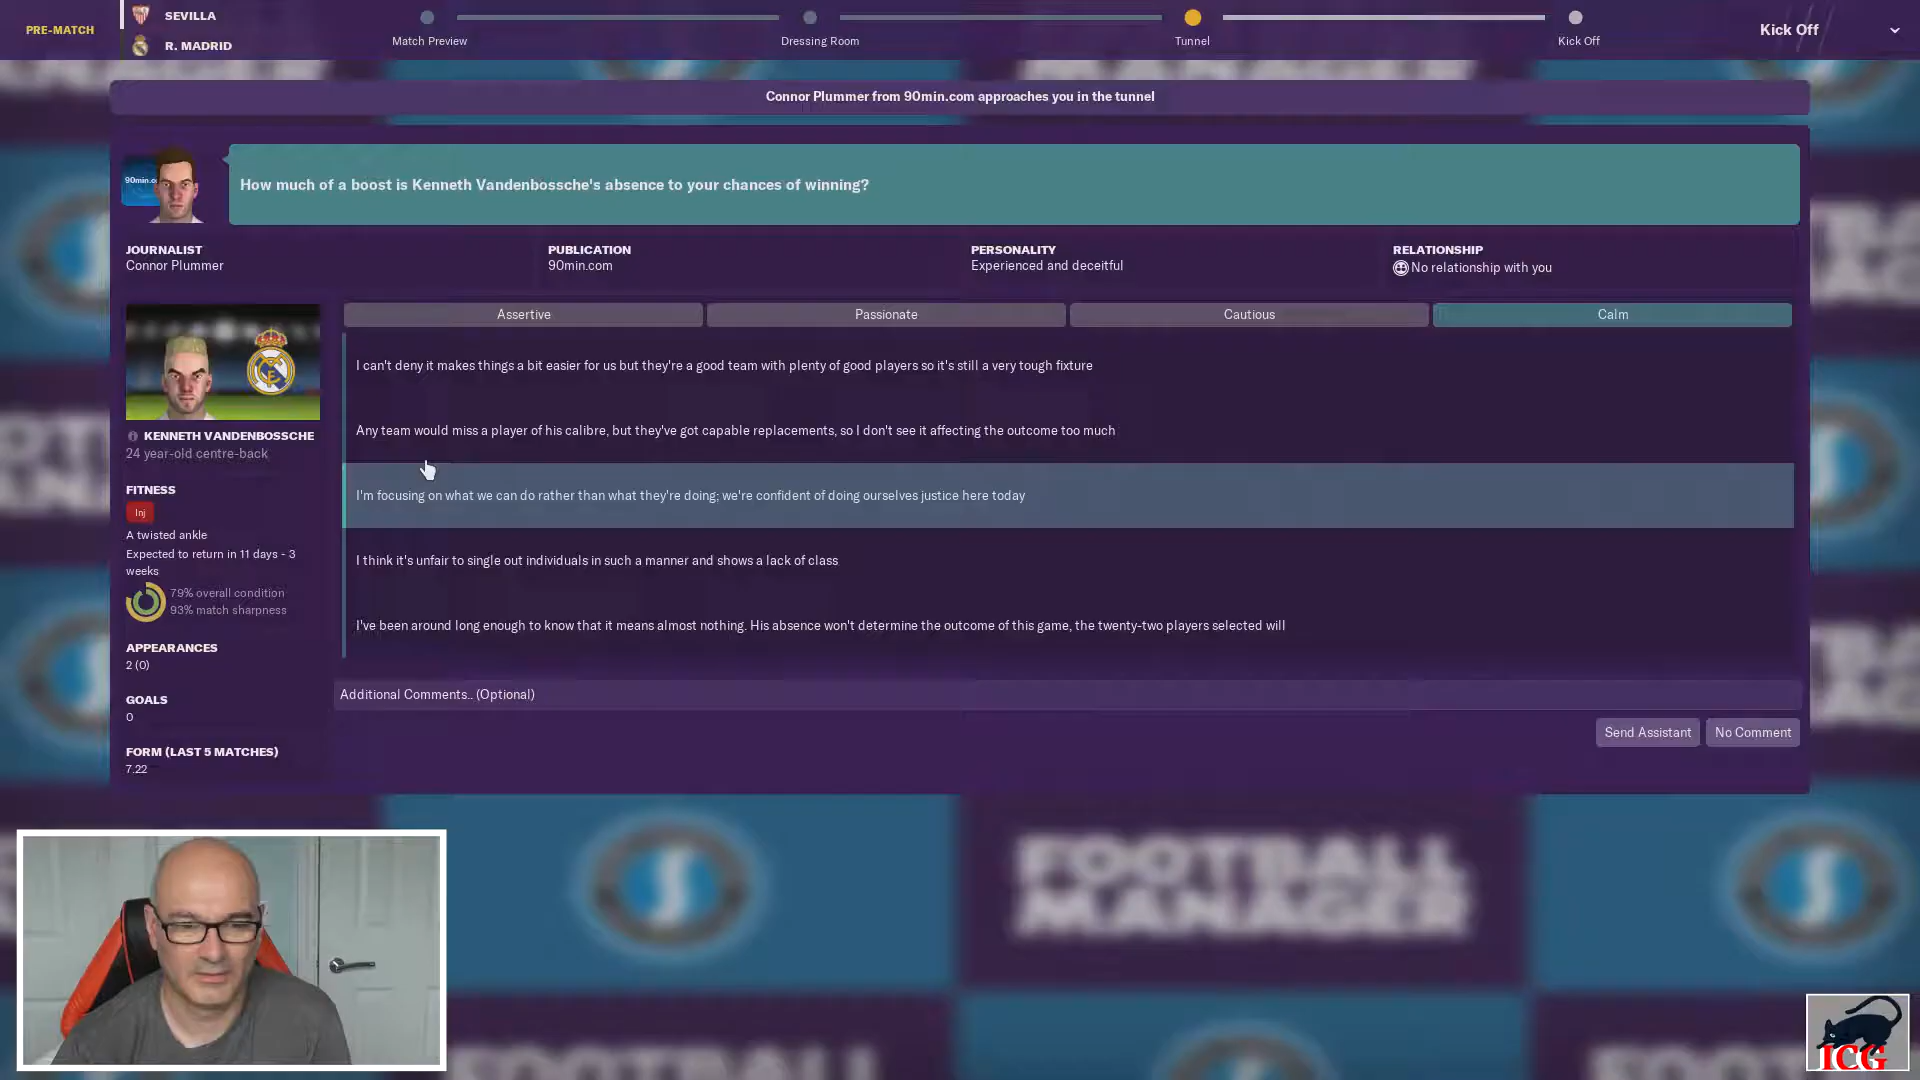 PRE-MATCH
SEVILLA
R. MADRID
Match Preview
Dressing Room
Tunnel
Kick Off
Kick Off
Connor Plummer from 90min.com approaches you in the tunnel
How much of a boost is Kenneth Vandenbossche's absence to your chances of winning?
JOURNALIST
Connor Plummer
PUBLICATION
90min.com
PERSONALITY
Experienced and deceitful
RELATIONSHIP
No relationship with you
Assertive
Passionate
Cautious
Calm
I can't deny it makes things a bit easier for us but they're a good team with plenty of good players so it's still a very tough fixture
Any team would miss a player of his calibre, but they've got capable replacements, so I don't see it affecting the outcome too much
I'm focusing on what we can do rather than what they're doing; we're confident of doing ourselves justice here today
I think it's unfair to single out individuals in such a manner and shows a lack of class
I've been around long enough to know that it means almost nothing. His absence won't determine the outcome of this game, the twenty-two players selected will
KENNETH VANDENBOSSCHE
24 year-old centre-back
FITNESS
Inj
A twisted ankle
Expected to return in 11 days - 3
weeks
79% overall condition
93% match sharpness
APPEARANCES
2 (0)
GOALS
0
FORM (LAST 5 MATCHES)
7.22
Additional Comments.. (Optional)
Send Assistant
No Comment
FOOTBALL
MANAGER
ICG